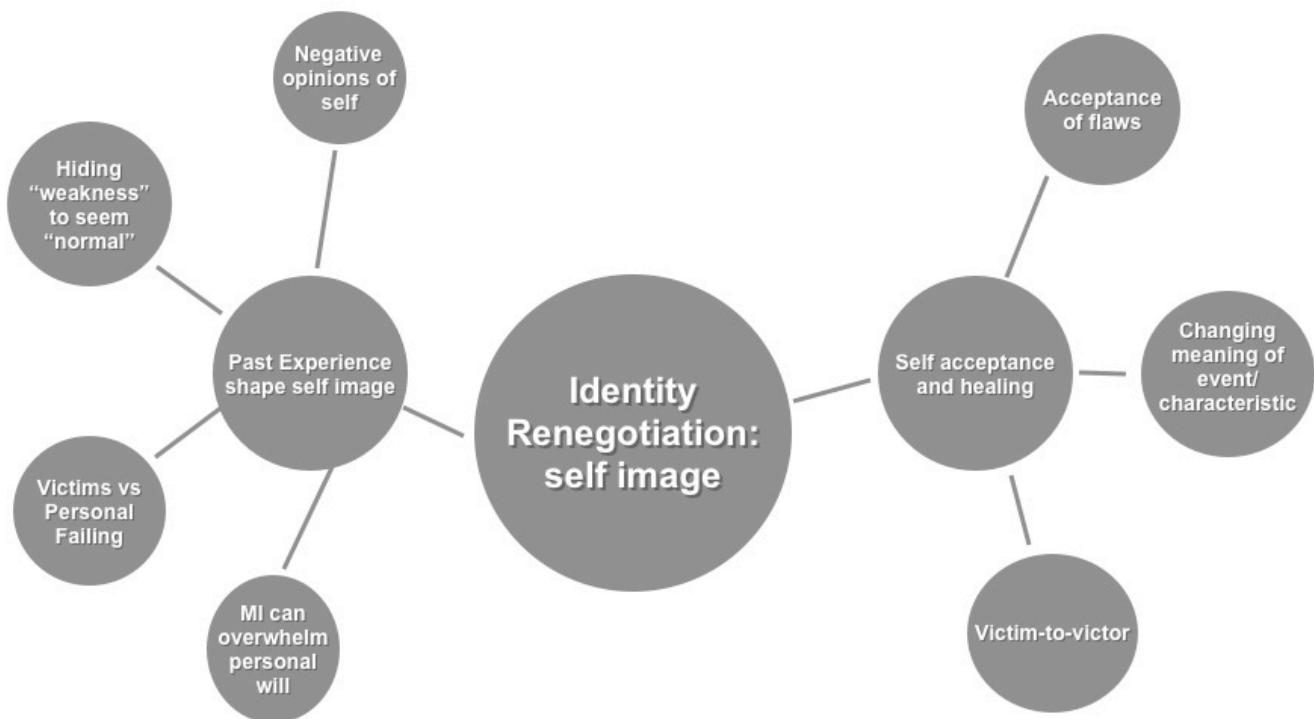 Negative
opinions of
self
Hiding
“weakness”
to seem
“normal”
Past Experience
shape self image
Victims vs
Personal
Failing
MI can
overwhelm
personal
will
Identity
Renegotiation:
self image
Self acceptance
and healing
Acceptance
of flaws
Changing
meaning of
event/
characteristic
Victim-to-victor